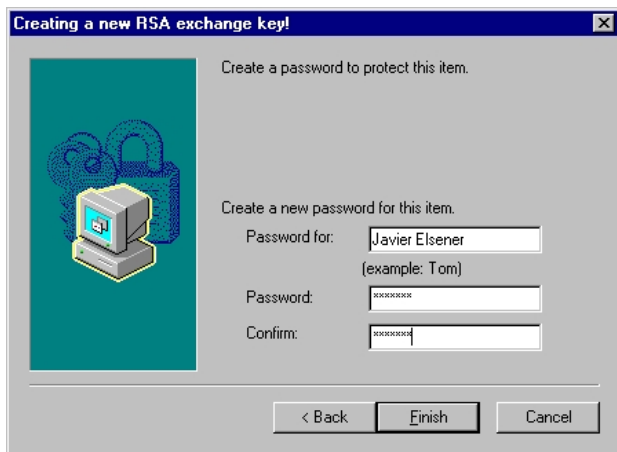 Creating a new RSA exchange key!
Create a password to protect this item.
Create a new password for this item.
Password for: Javier Elsener
(example: Tom)
Password: *******
Confirm: *******
< Back Finish Cancel